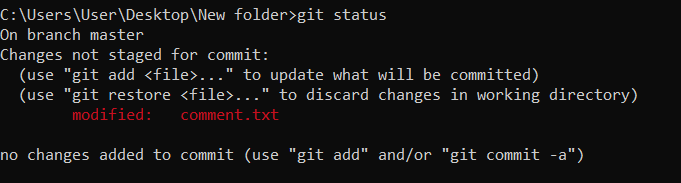 C:\Users\User\Desktop\New folder>git status
On branch master
Changes not staged for commit:
  (use "git add <file>..." to update what will be committed)
  (use "git restore <file>..." to discard changes in working directory)
        modified:   comment.txt

no changes added to commit (use "git add" and/or "git commit -a")